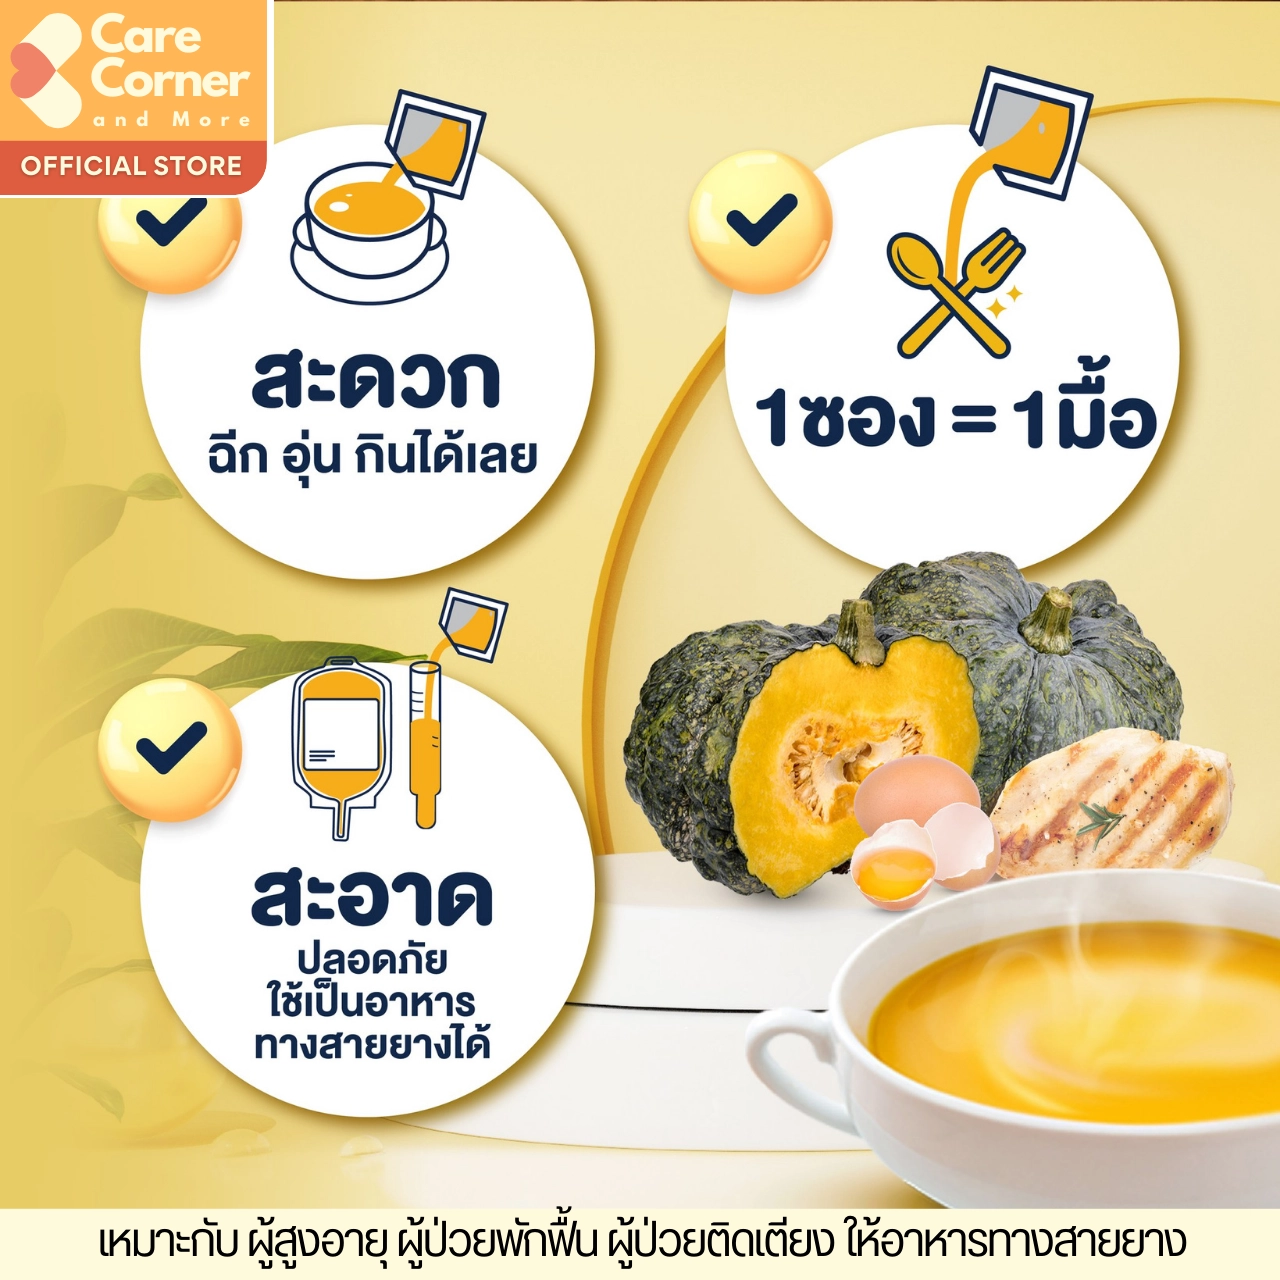 Care
Corner
and More
OFFICIAL STORE
สะดวก
ฉีก อุ่น กินได้เลย
1ซอง = 1มื้อ
สะอาด
ปลอดภัย
ใช้เป็นอาหาร
ทางสายยางได้
เหมาะกับ ผู้สูงอายุ ผู้ป่วยพักฟื้น ผู้ป่วยติดเตียง ให้อาหารทางสายยาง